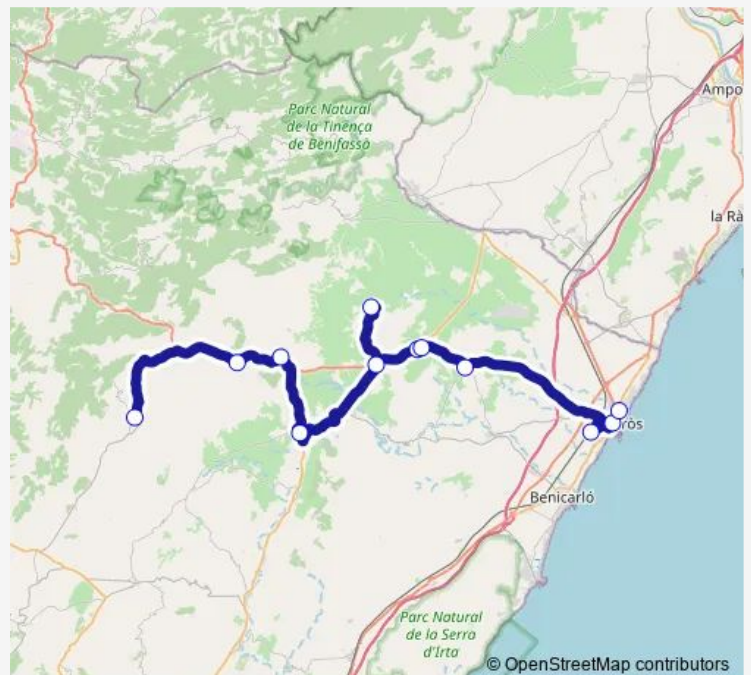 Ampo
Parc Natural
de la Tinença
de Benifassà
la Rà
ròs
Benicarló
Parc Natural
de la Serra
d'Irta
© OpenStreetMap contributors